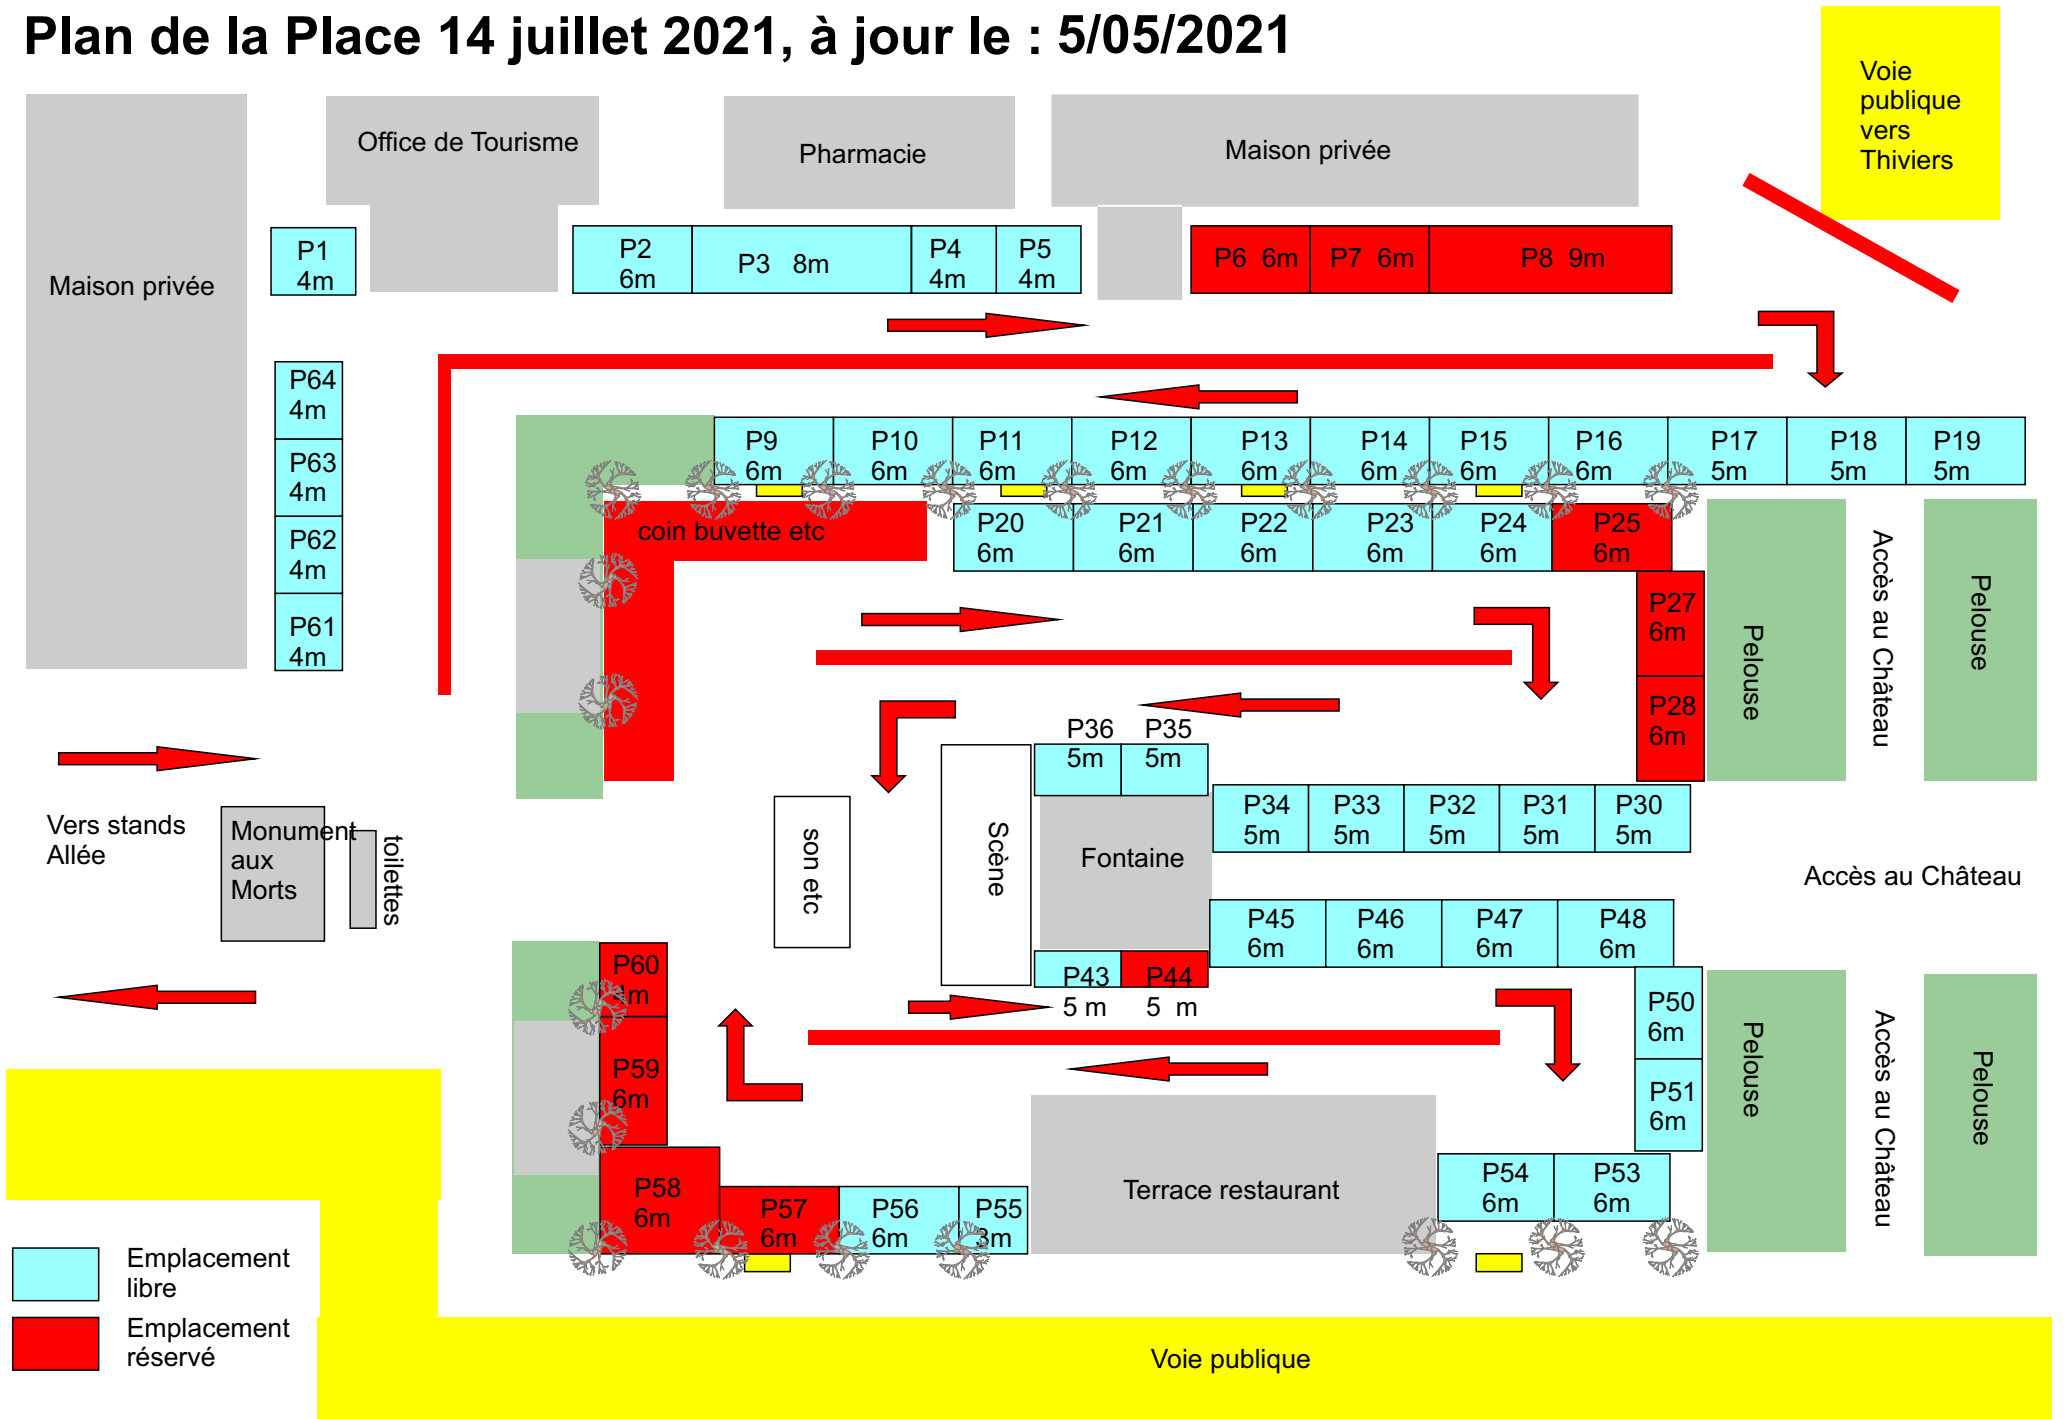 Plan de la Place 14 juillet 2021, à jour le : 5/05/2021
Voie
publique
vers
Thiviers
Office de Tourisme
Pharmacie
Maison privée
Maison privée
P1
4m
P2
6m
P3 8m
P4
4m
P5
4m
P6 6m
P7 6m
P8 9m
P64
4m
P63
4m
P62
4m
P61
4m
P9
6m
P10
6m
P11
6m
P12
6m
P13
6m
P14
6m
P15
6m
P16
6m
P17
5m
P18
5m
P19
5m
coin buvette etc
P20
6m
P21
6m
P22
6m
P23
6m
P24
6m
P25
6m
P27
6m
P28
6m
Pelouse
Accès au Château
Pelouse
P36
5m
P35
5m
P34
5m
P33
5m
P32
5m
P31
5m
P30
5m
Vers stands
Allée
Monument
aux
Morts
toilettes
son etc
Scène
Fontaine
Accès au Château
P45
6m
P46
6m
P47
6m
P48
6m
P43
5 m
P44
5 m
P60
4m
P59
6m
P58
6m
P57
6m
P56
6m
P55
3m
Terrace restaurant
P50
6m
P51
6m
P54
6m
P53
6m
Pelouse
Accès au Château
Pelouse
Emplacement
libre
Emplacement
réservé
Voie publique